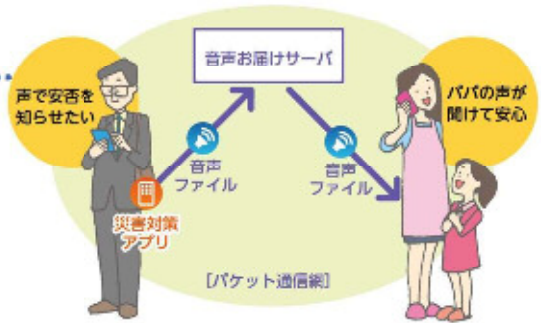 音声お届けサーバ
声で安否を
知らせたい
パパの声が
聞けて安心
音声
ファイル
音声
ファイル
災害対策
アプリ
[パケット通信網]